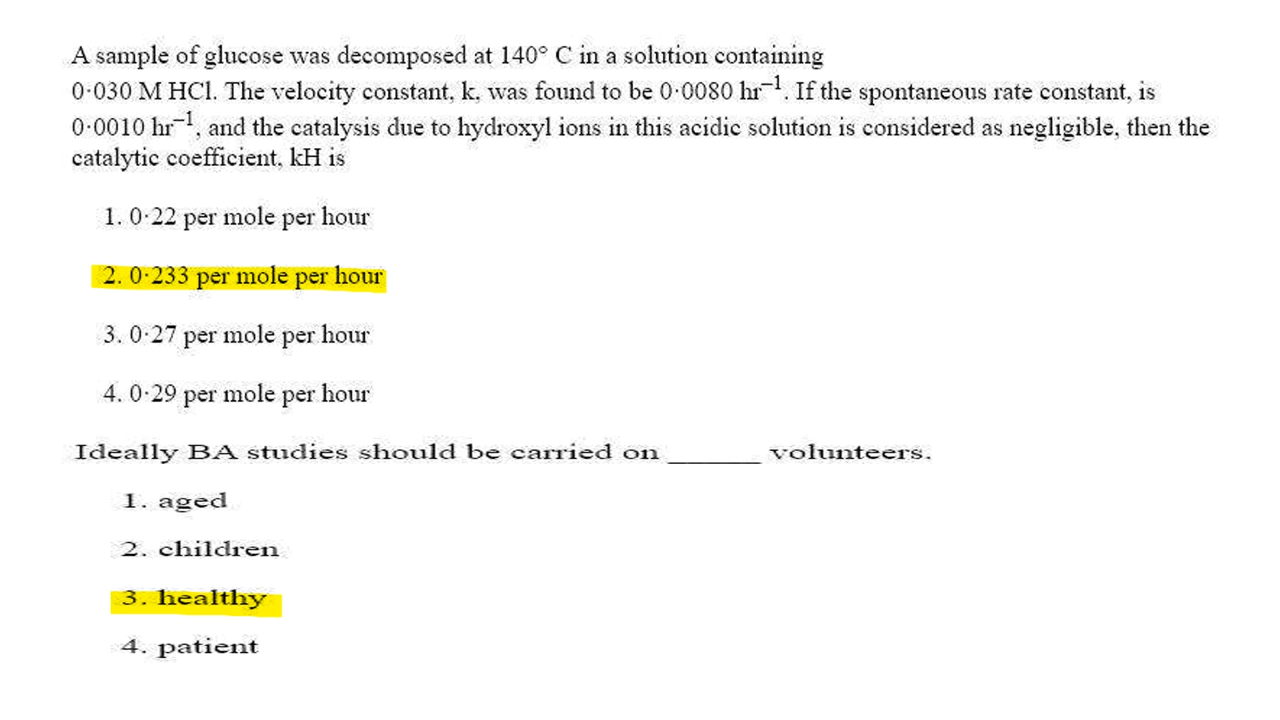 A sample of glucose was decomposed at 140° C in a solution containing
0·030 M HCl. The velocity constant, k, was found to be 0·0080 hr⁻¹. If the spontaneous rate constant, is
0·0010 hr⁻¹, and the catalysis due to hydroxyl ions in this acidic solution is considered as negligible, then the
catalytic coefficient, kH is
1. 0·22 per mole per hour
2. 0·233 per mole per hour
3. 0·27 per mole per hour
4. 0·29 per mole per hour
Ideally BA studies should be carried on ______ volunteers.
1. aged
2. children
3. healthy
4. patient